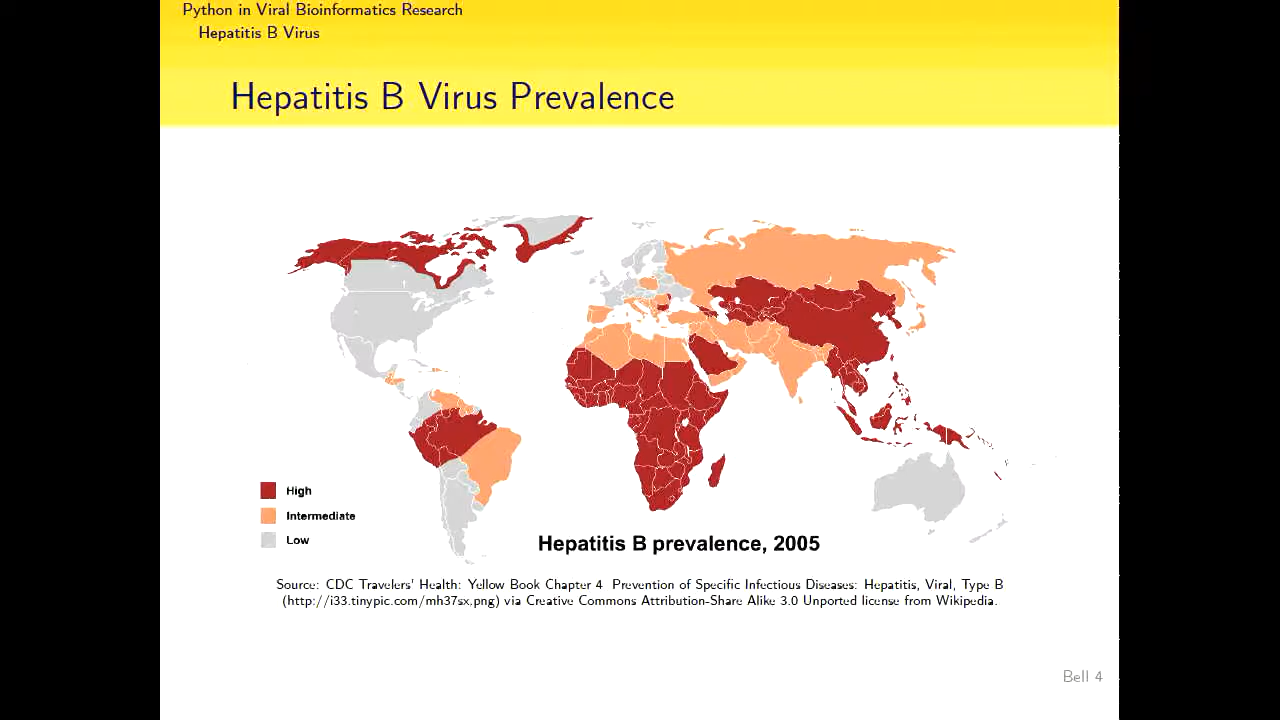 Python in Viral Bioinformatics Research
Hepatitis B Virus
Hepatitis B Virus Prevalence
High
Intermediate
Low
Hepatitis B prevalence, 2005
Source: CDC Travelers' Health: Yellow Book Chapter 4 Prevention of Specific Infectious Diseases: Hepatitis, Viral, Type B
(http://i33.tinypic.com/mh37sx.png) via Creative Commons Attribution-Share Alike 3.0 Unported license from Wikipedia.
Bell 4